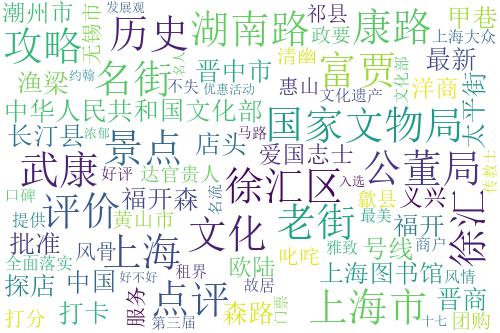 潮州市 发展观 历史 湖南路 祁县 康路 甲巷
攻略 无锡市 约翰 名街 清幽 政要 上海大众
渔梁 名人 晋中市 富贾 文化部 最新
不失 优惠活动 惠山 文化遗产 洋商 太平街
中华人民共和国文化部 国家文物局
长汀县 浓郁 景点 店头 马路 爱国志士
武康 好评 达官贵人 徐汇区 入选 公董局 传教士
口碑 评价 福开森 名流 老街 歙县 义兴 徐汇
提供 黄山市 文化 最美 福开
批准 风骨 上海 叱咤 雅致 号线 商户
全面落实 好不好 租界 欧陆 上海图书馆 风情
探店 中国 点评 故居 晋商
打卡 服务 森路 门票 上海市
打分 第三届 十七 团购